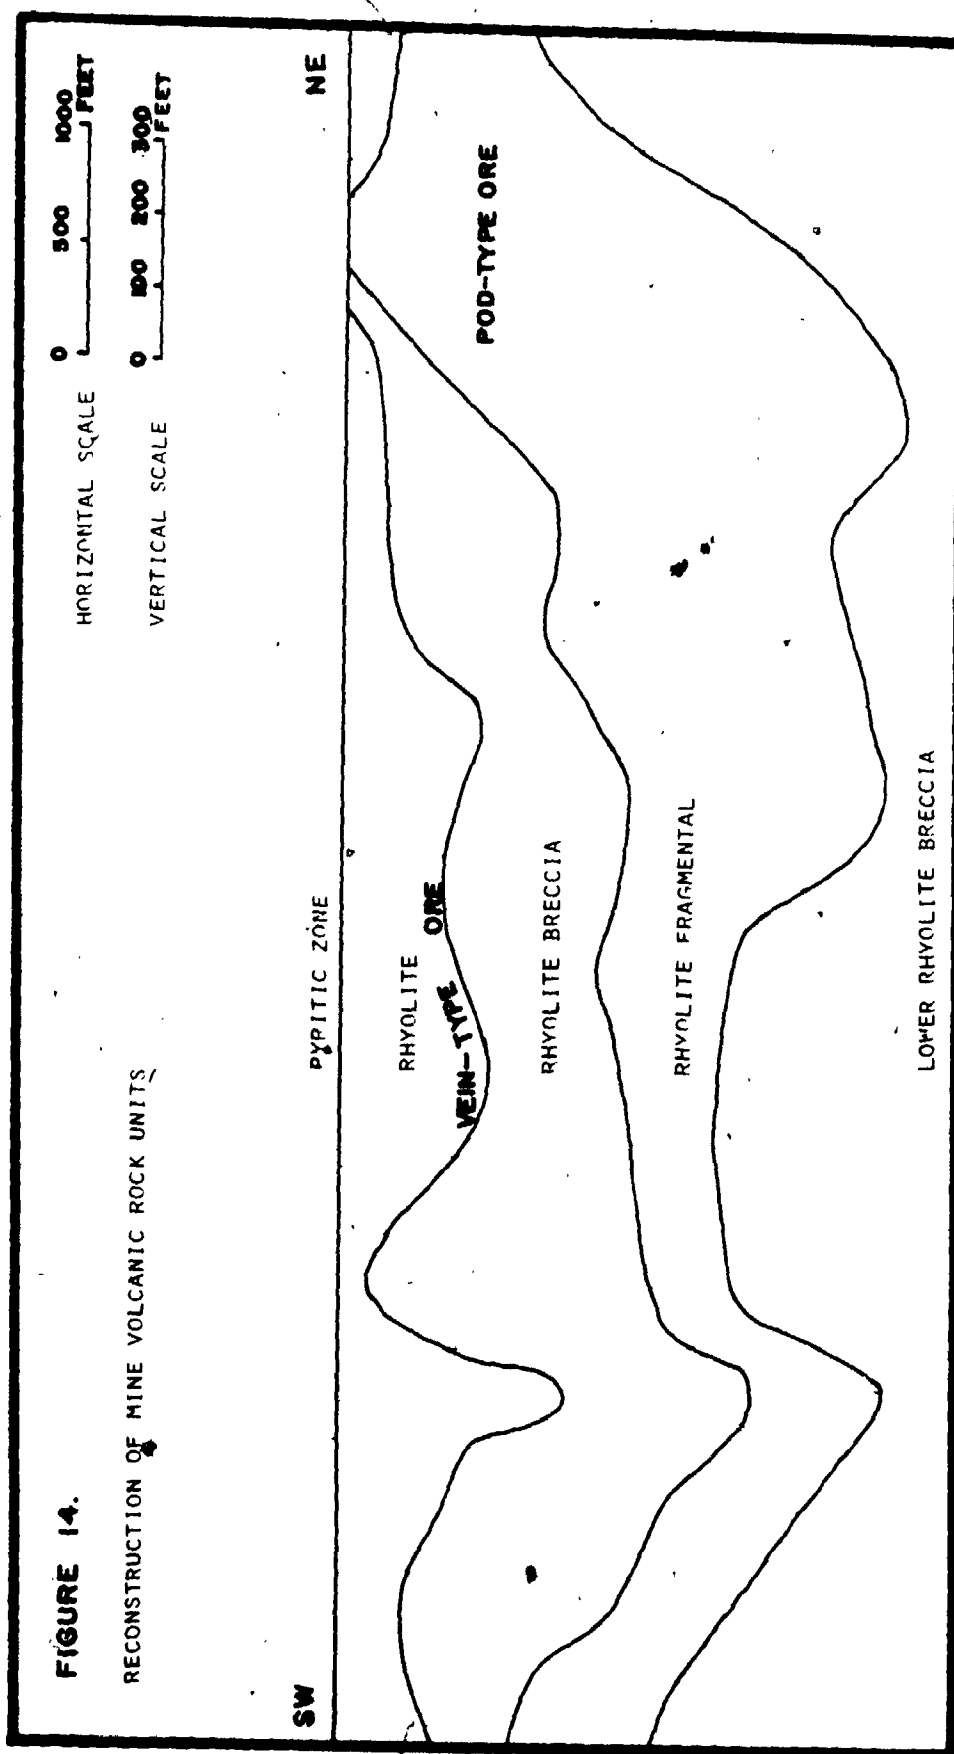 FIGURE 14.
RECONSTRUCTION OF MINE VOLCANIC ROCK UNITS
HORIZONTAL SCALE
0 500 1000
FEET
VERTICAL SCALE
0 100 200 300
FEET
SW
NE
PYRITIC ZONE
RHYOLITE
VEIN-TYPE ORE
POD-TYPE ORE
RHYOLITE BRECCIA
RHYOLITE FRAGMENTAL
LOWER RHYOLITE BRECCIA